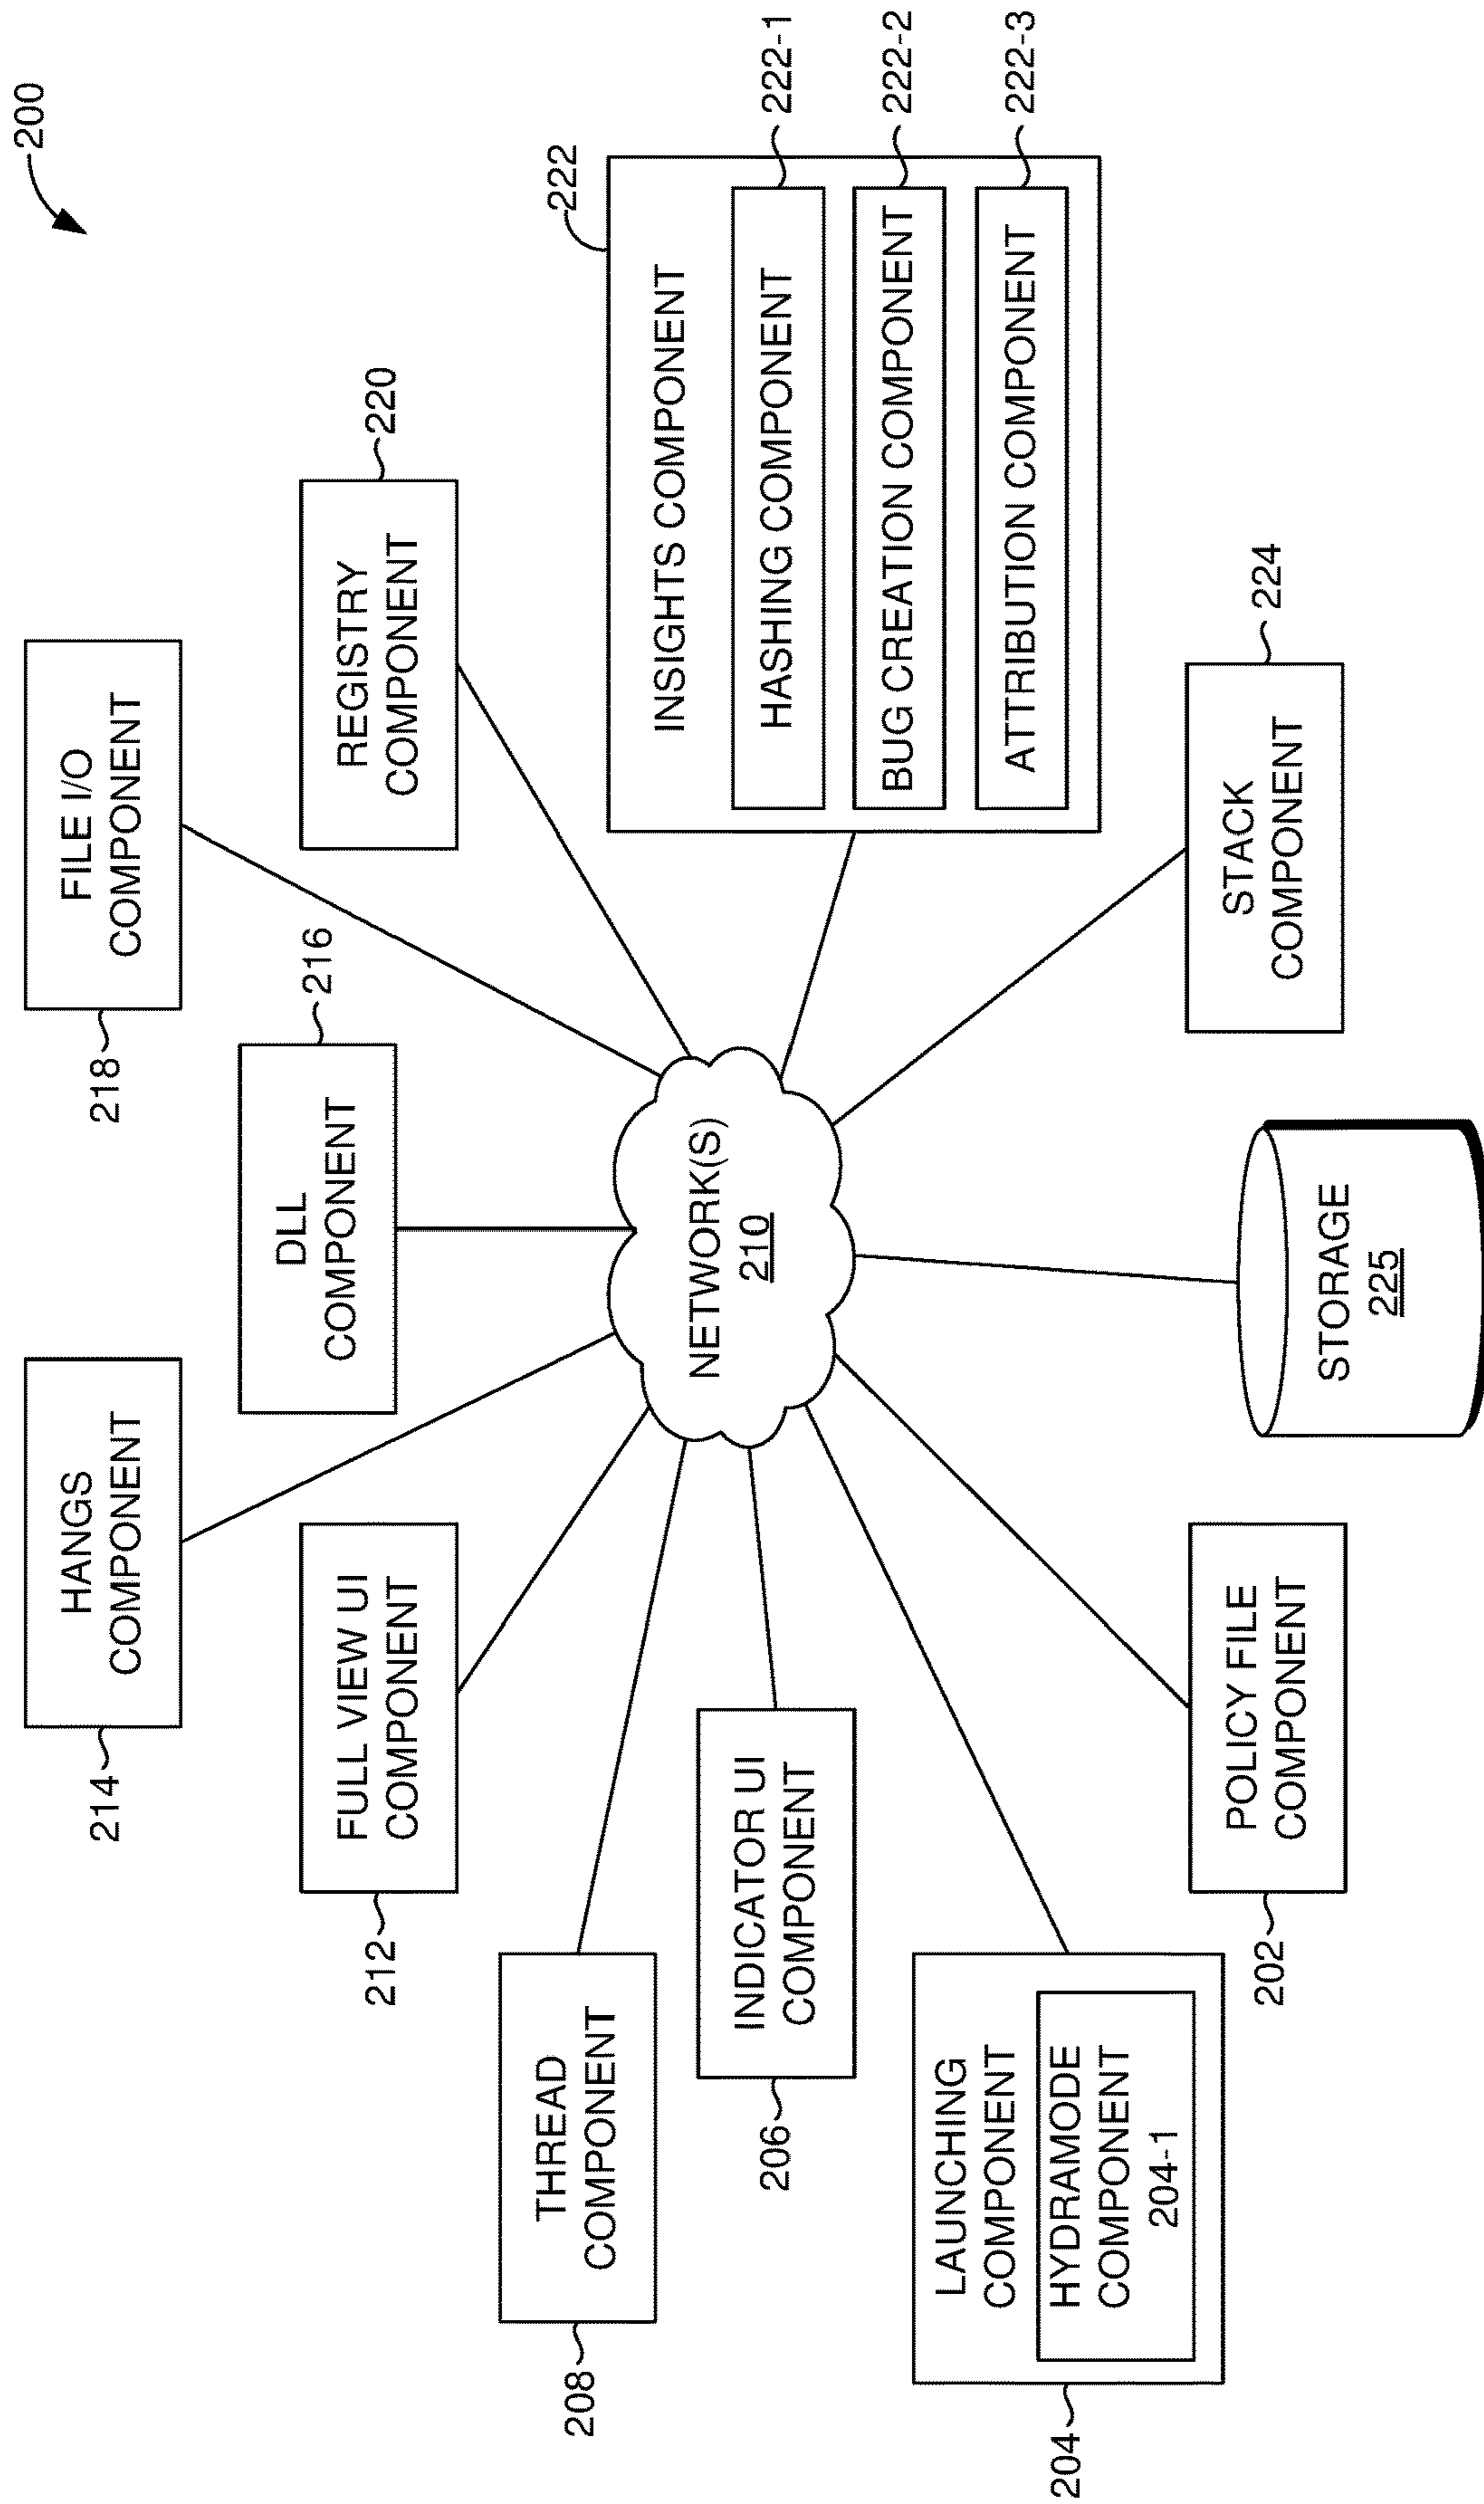 200
218
FILE I/O
COMPONENT
214
HANGS
COMPONENT
216
DLL
COMPONENT
220
REGISTRY
COMPONENT
212
FULL VIEW UI
COMPONENT
208
THREAD
COMPONENT
206
INDICATOR UI
COMPONENT
NETWORK(S)
210
222
INSIGHTS COMPONENT
HASHING COMPONENT
222-1
BUG CREATION COMPONENT
222-2
ATTRIBUTION COMPONENT
222-3
204
LAUNCHING
COMPONENT
HYDRAMODE
COMPONENT
204-1
202
POLICY FILE
COMPONENT
STORAGE
225
STACK
COMPONENT
224